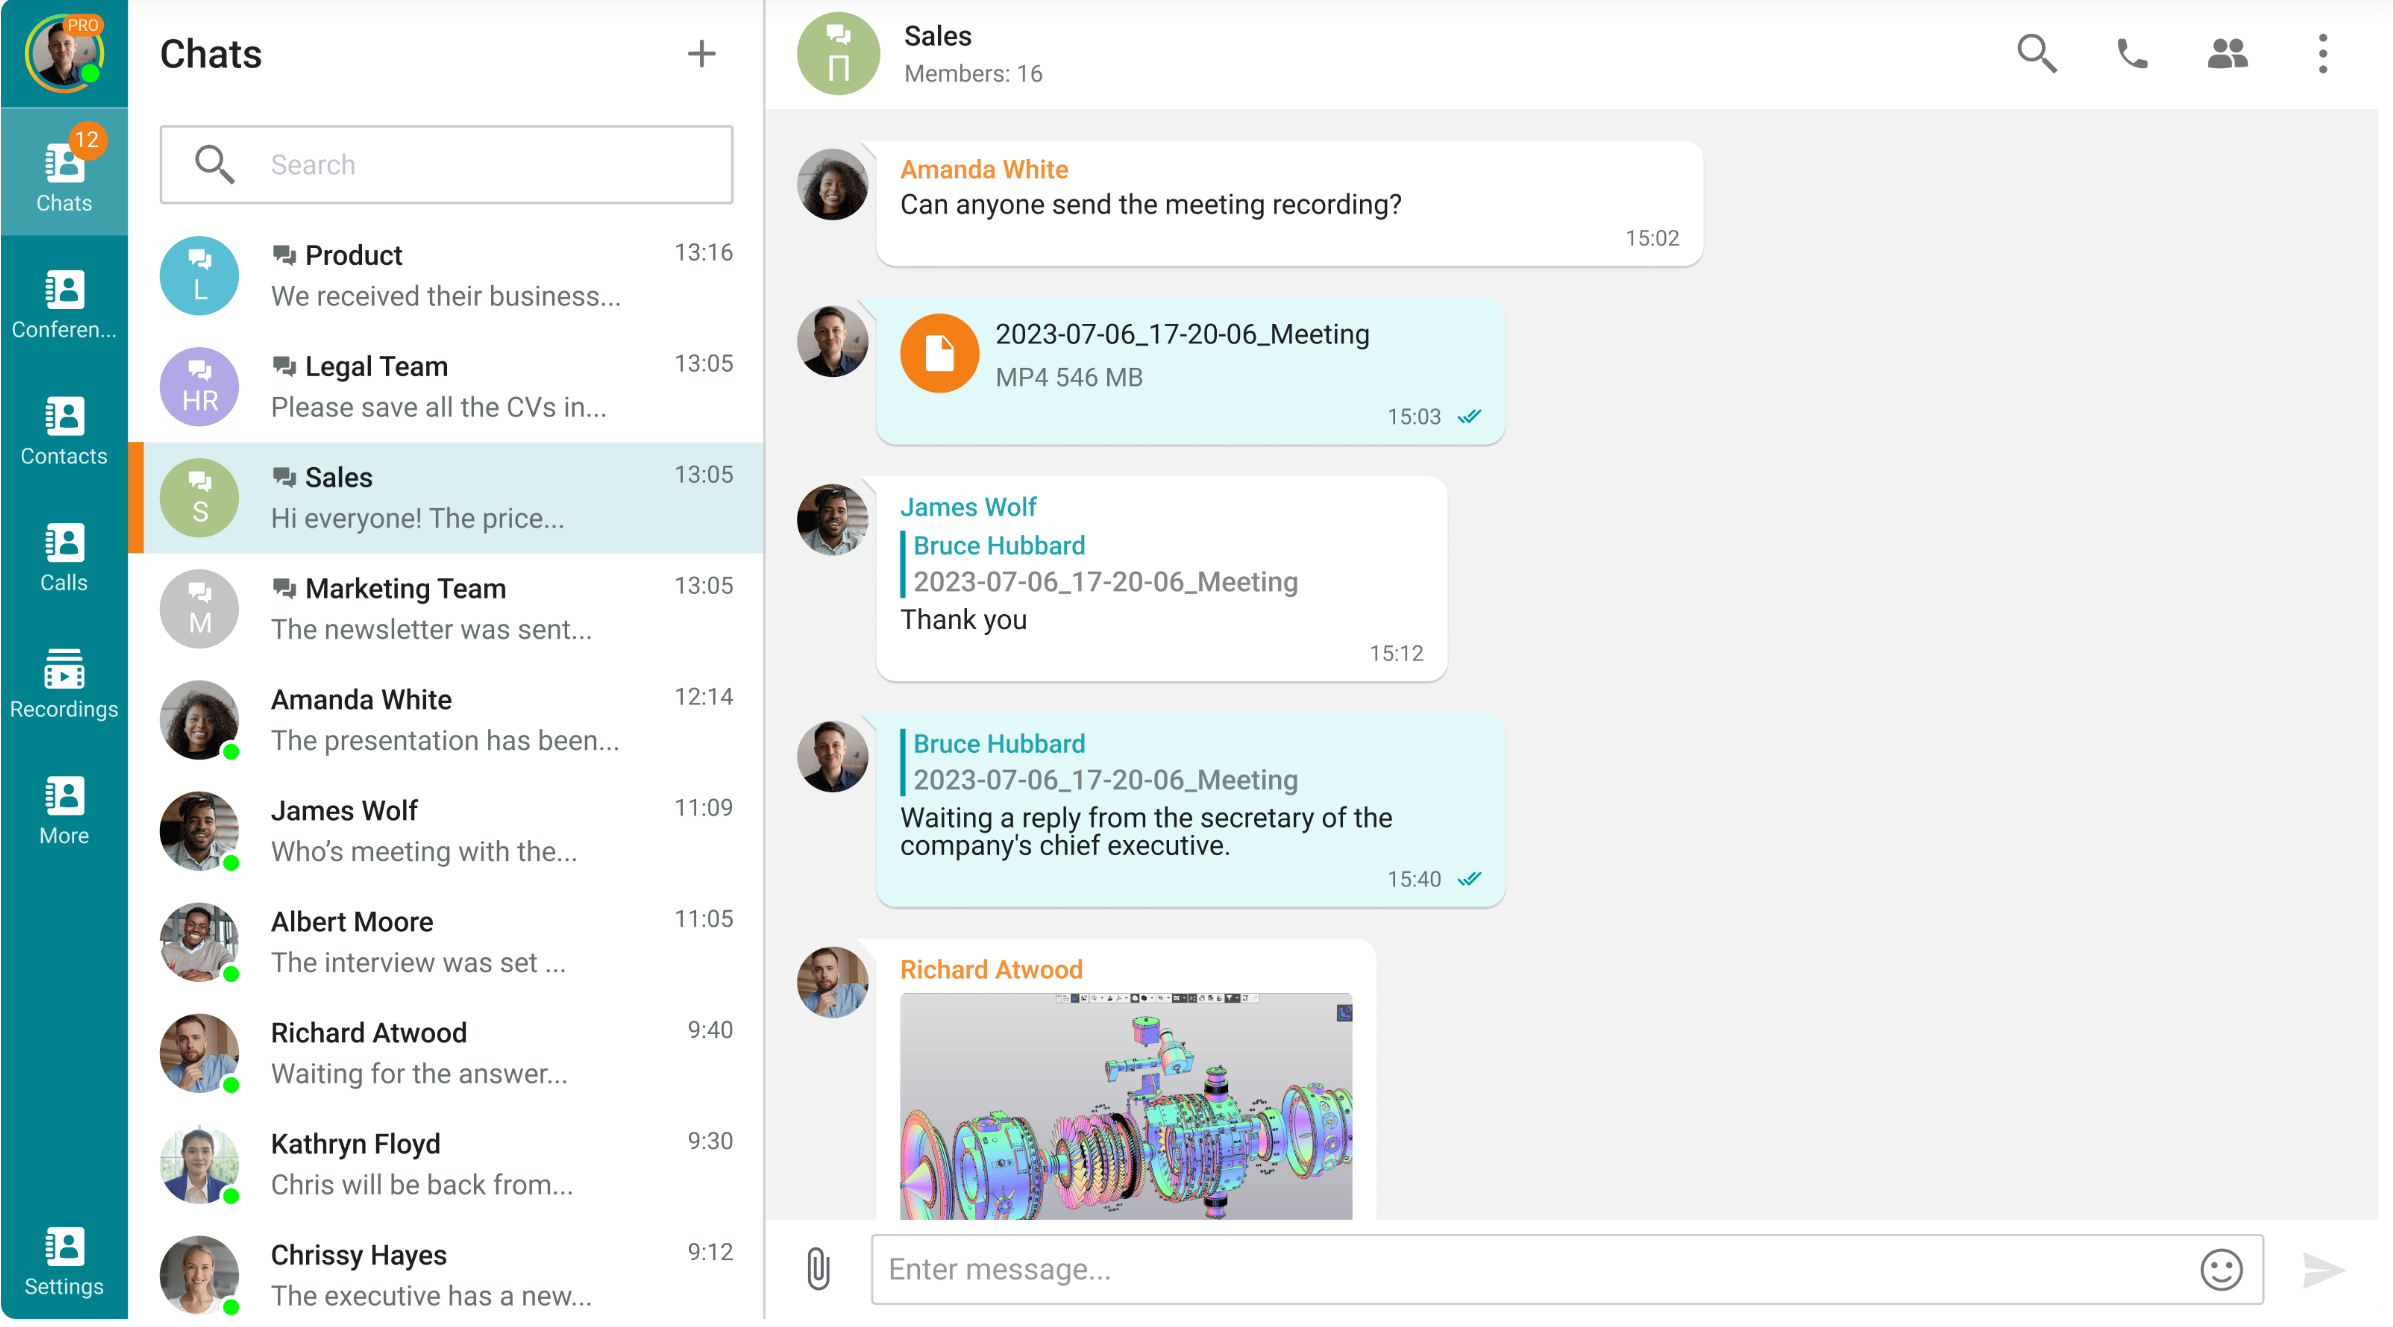 PRO
12
Chats
Conferen...
Contacts
Calls
Recordings
More
Settings
Chats
Search
L
Product
13:16
We received their business...
HR
Legal Team
13:05
Please save all the CVs in...
S
Sales
13:05
Hi everyone! The price...
M
Marketing Team
13:05
The newsletter was sent...
Amanda White
12:14
The presentation has been...
James Wolf
11:09
Who’s meeting with the...
Albert Moore
11:05
The interview was set ...
Richard Atwood
9:40
Waiting for the answer...
Kathryn Floyd
9:30
Chris will be back from...
Chrissy Hayes
9:12
The executive has a new...
П
Sales
Members: 16
Amanda White
Can anyone send the meeting recording?
15:02
2023-07-06_17-20-06_Meeting
MP4 546 MB
15:03
James Wolf
Bruce Hubbard
2023-07-06_17-20-06_Meeting
Thank you
15:12
Bruce Hubbard
2023-07-06_17-20-06_Meeting
Waiting a reply from the secretary of the
company's chief executive.
15:40
Richard Atwood
Enter message...